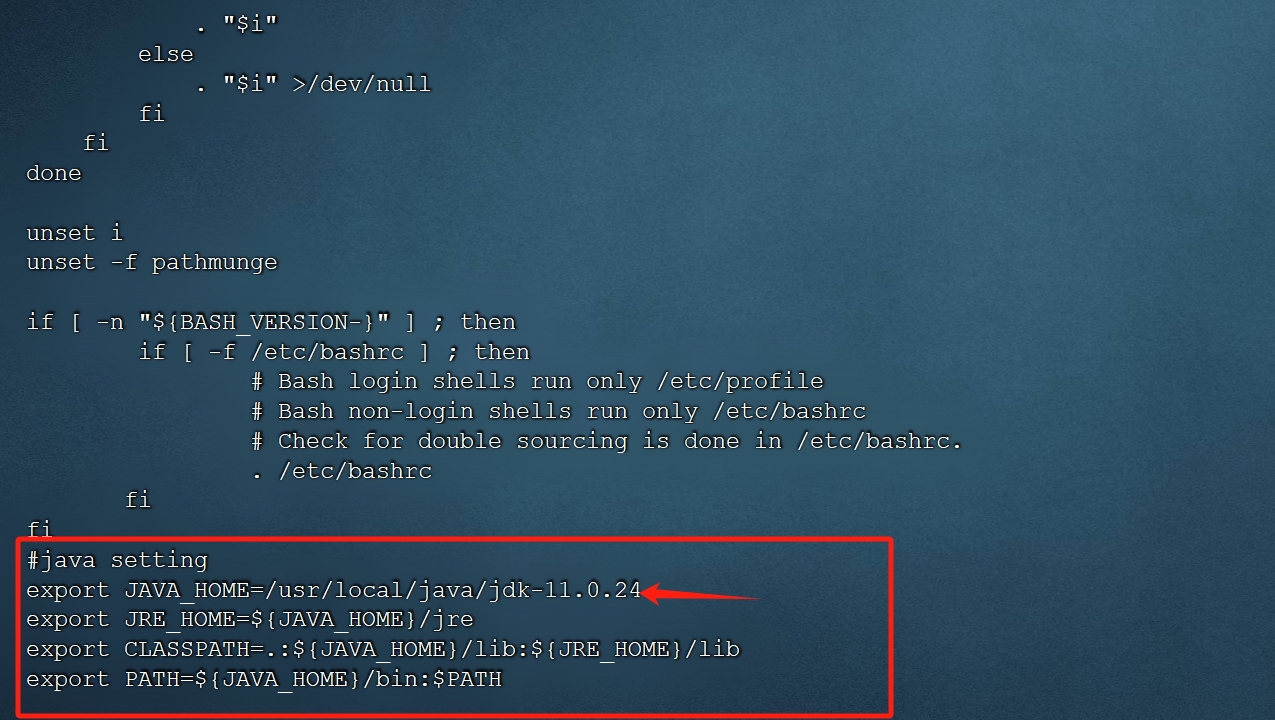 . "$i"
else
. "$i" >/dev/null
fi
fi
done
unset i
unset -f pathmunge
if [ -n "${BASH_VERSION-}" ] ; then
if [ -f /etc/bashrc ] ; then
# Bash login shells run only /etc/profile
# Bash non-login shells run only /etc/bashrc
# Check for double sourcing is done in /etc/bashrc.
. /etc/bashrc
fi
fi
#java setting
export JAVA_HOME=/usr/local/java/jdk-11.0.24
export JRE_HOME=${JAVA_HOME}/jre
export CLASSPATH=.:${JAVA_HOME}/lib:${JRE_HOME}/lib
export PATH=${JAVA_HOME}/bin:$PATH